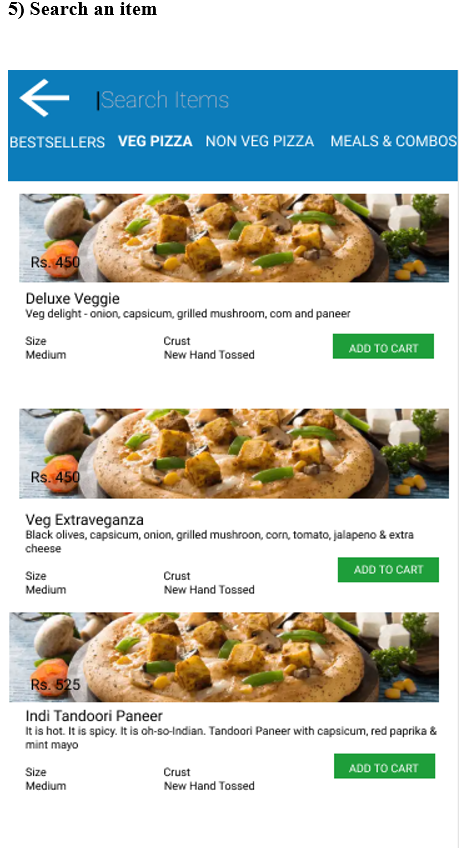 5) Search an item
Search Items
BESTSELLERS VEG PIZZA NON VEG PIZZA MEALS & COMBOS
Rs. 450
Deluxe Veggie
Veg delight - onion, capsicum, grilled mushroom, corn and paneer
Size Crust
Medium New Hand Tossed
ADD TO CART
Rs. 450
Veg Extraveganza
Black olives, capsicum, onion, grilled mushroon, corn, tomato, jalapeno & extra
cheese
Size Crust
Medium New Hand Tossed
ADD TO CART
Rs. 525
Indi Tandoori Paneer
It is hot. It is spicy. It is oh-so-Indian. Tandoori Paneer with capsicum, red paprika &
mint mayo
Size Crust
Medium New Hand Tossed
ADD TO CART